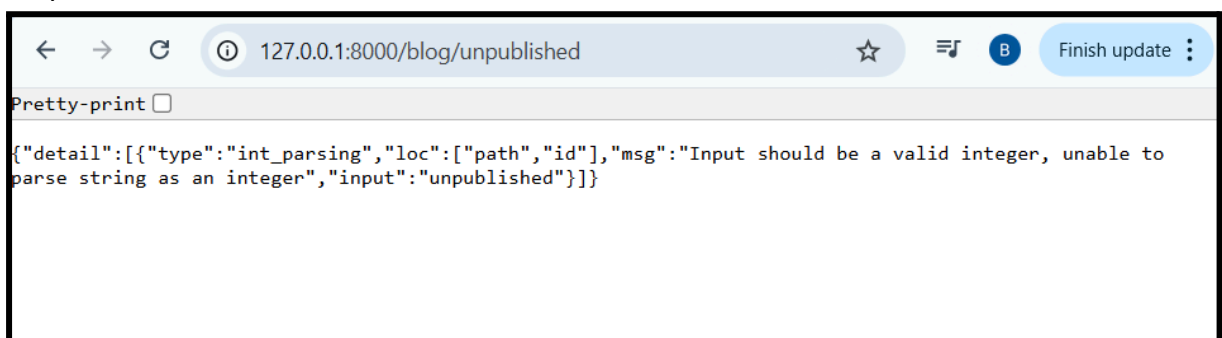 127.0.0.1:8000/blog/unpublished B Finish update
Pretty-print
{"detail":[{"type":"int_parsing","loc":["path","id"],"msg":"Input should be a valid integer, unable to
parse string as an integer","input":"unpublished"}]}